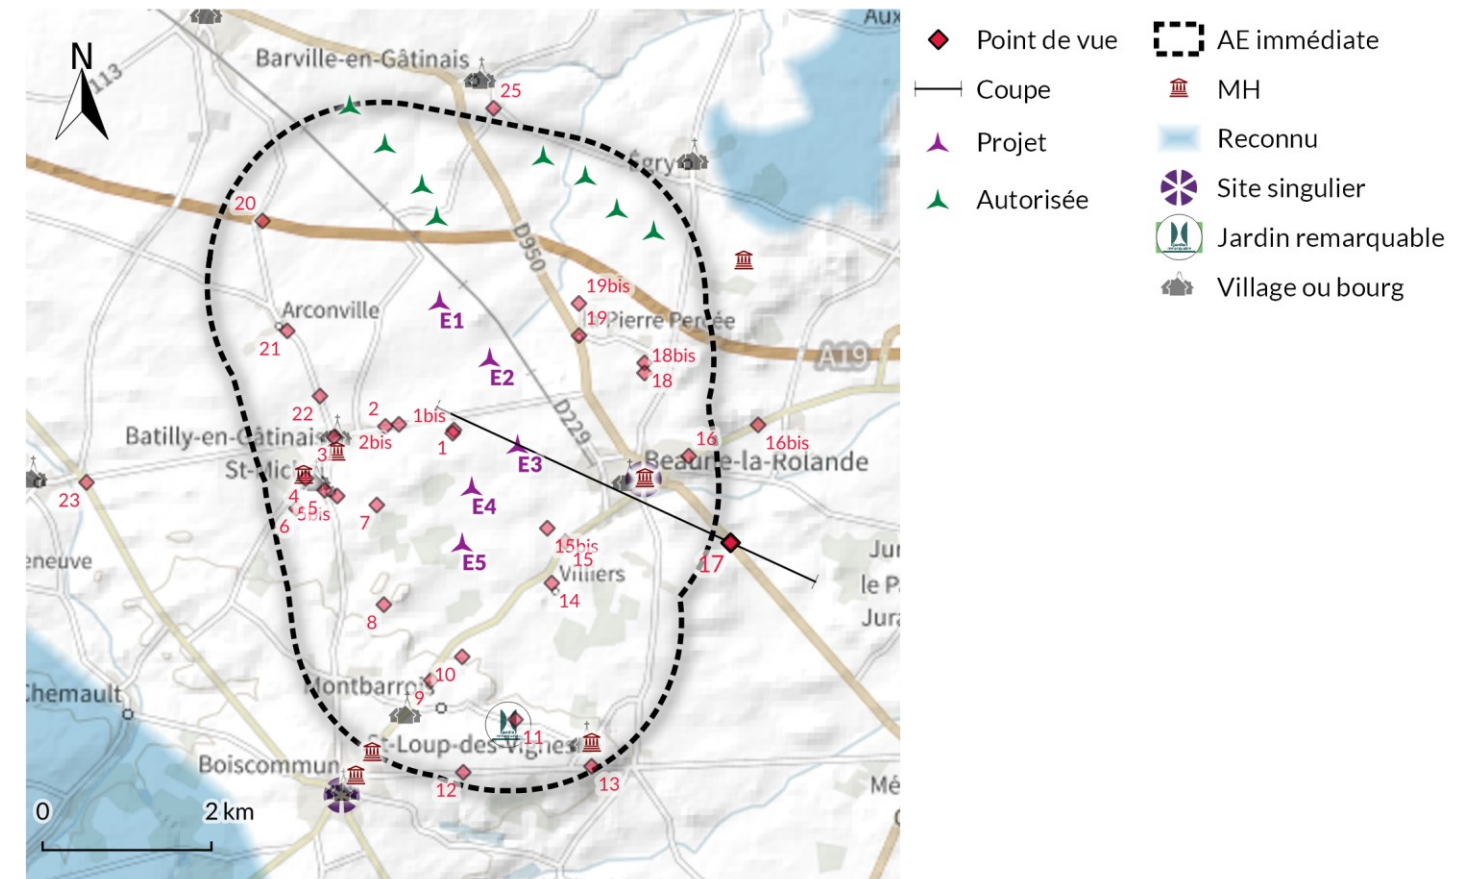 Aux
Barville-en-Gâtinais
N
113
25
Égry
20
D950
19bis
Arconville
E1
19
Pierre Percée
21
18bis
A19
E2
18
22
2
1bis
D229
Batilly-en-Gâtinais
2bis
1
16
16bis
3
E3
Beaune-la-Rolande
St-Mic
23
4
5
E4
6
5bis
7
15bis
17
Jur
eneuve
E5
15
Villiers
le P
14
8
Jura
10
Chemault
Montbarrois
9
11
St-Loup-des-Vignes
Boiscommun
12
13
Mé
0
2 km
Point de vue
Coupe
Projet
Autorisée
AE immédiate
MH
Reconnu
Site singulier
Jardin remarquable
Village ou bourg